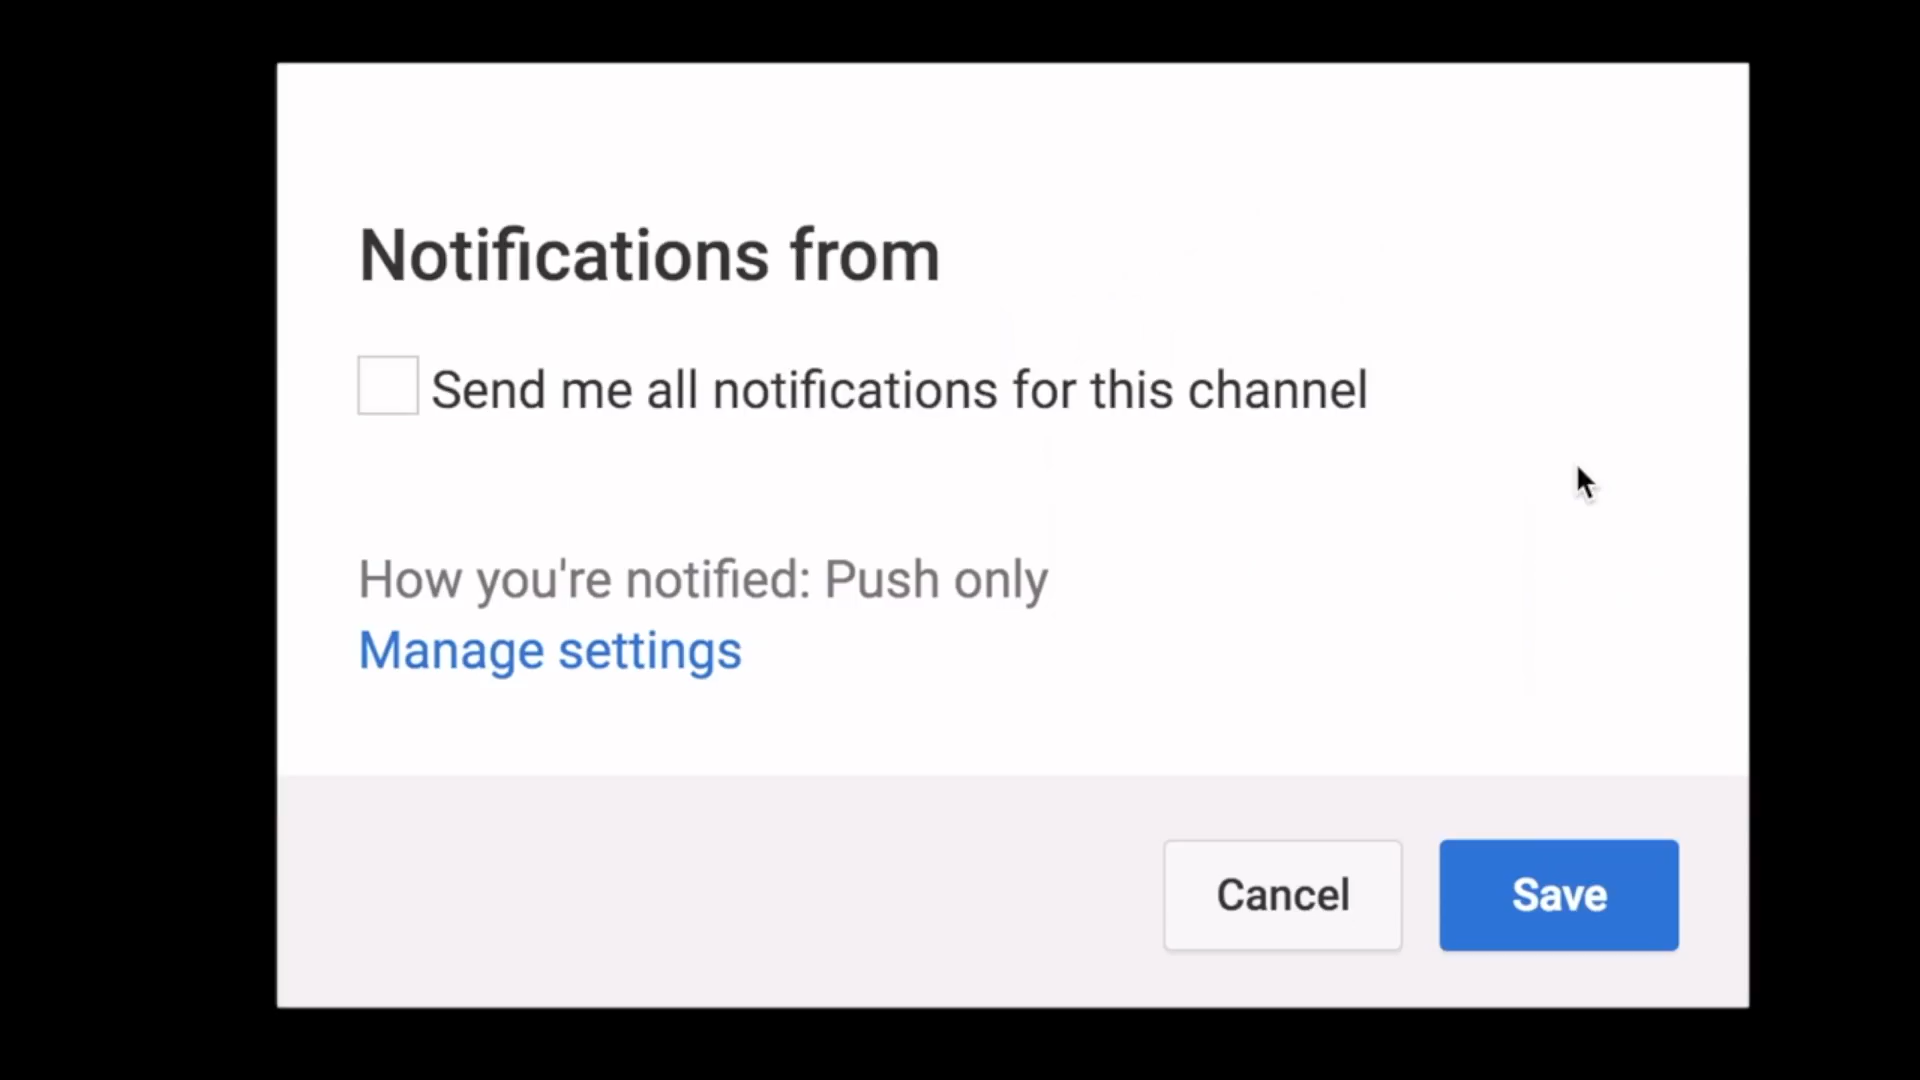 Notifications from
Send me all notifications for this channel
How you're notified: Push only
Manage settings
Cancel
Save